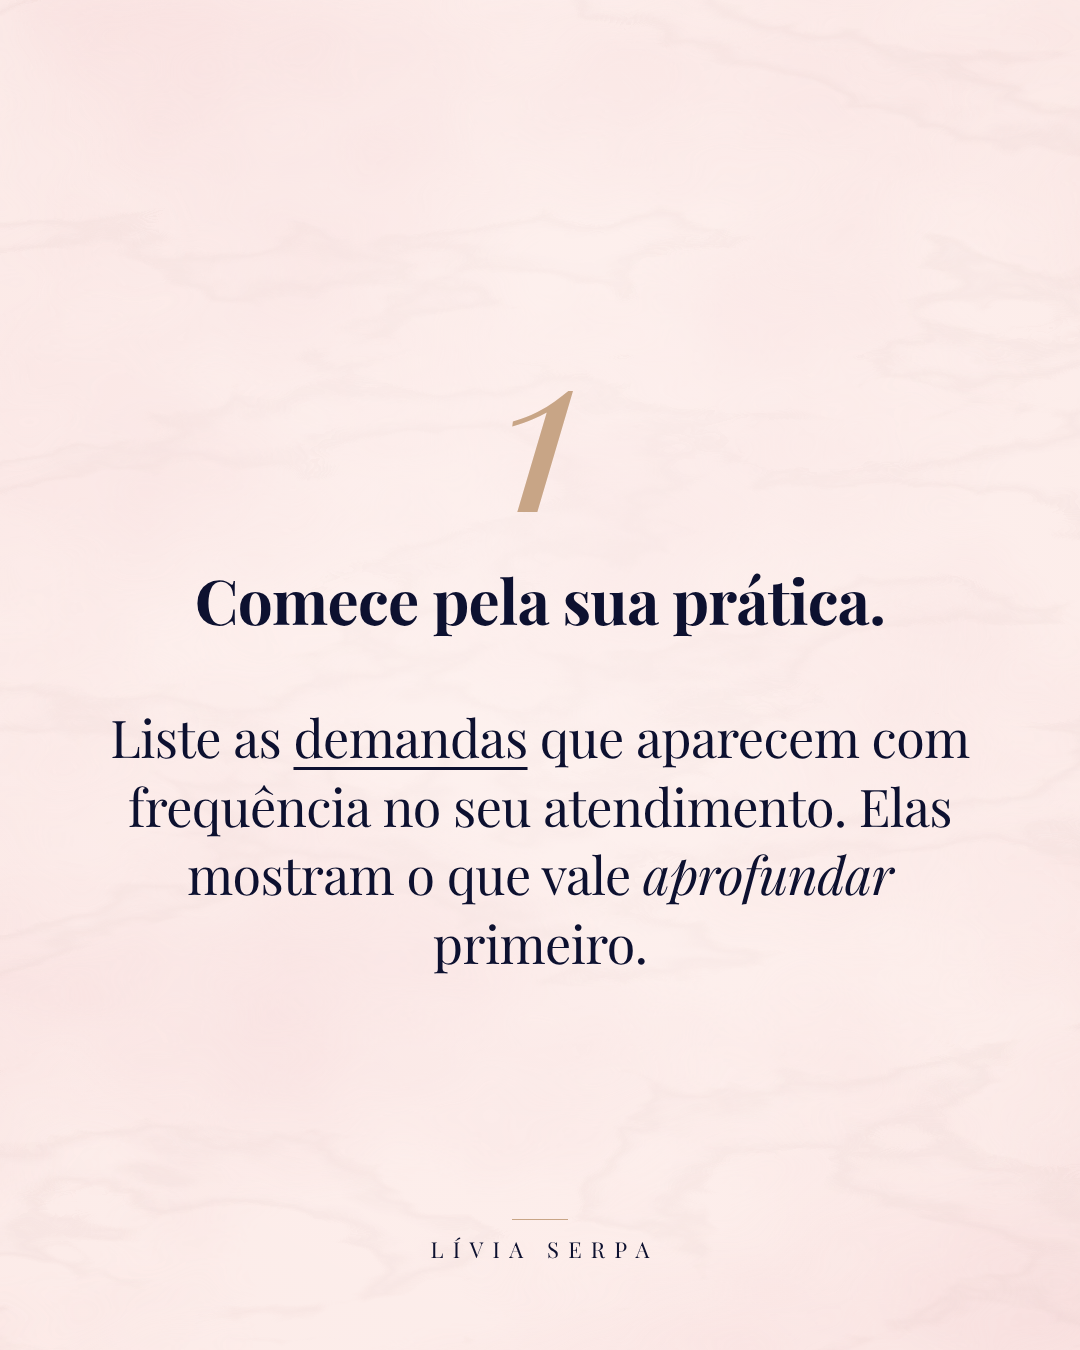 1
Comece pela sua prática.
Liste as demandas que aparecem com
frequência no seu atendimento. Elas
mostram o que vale aprofundar
primeiro.
LÍVIA SERPA